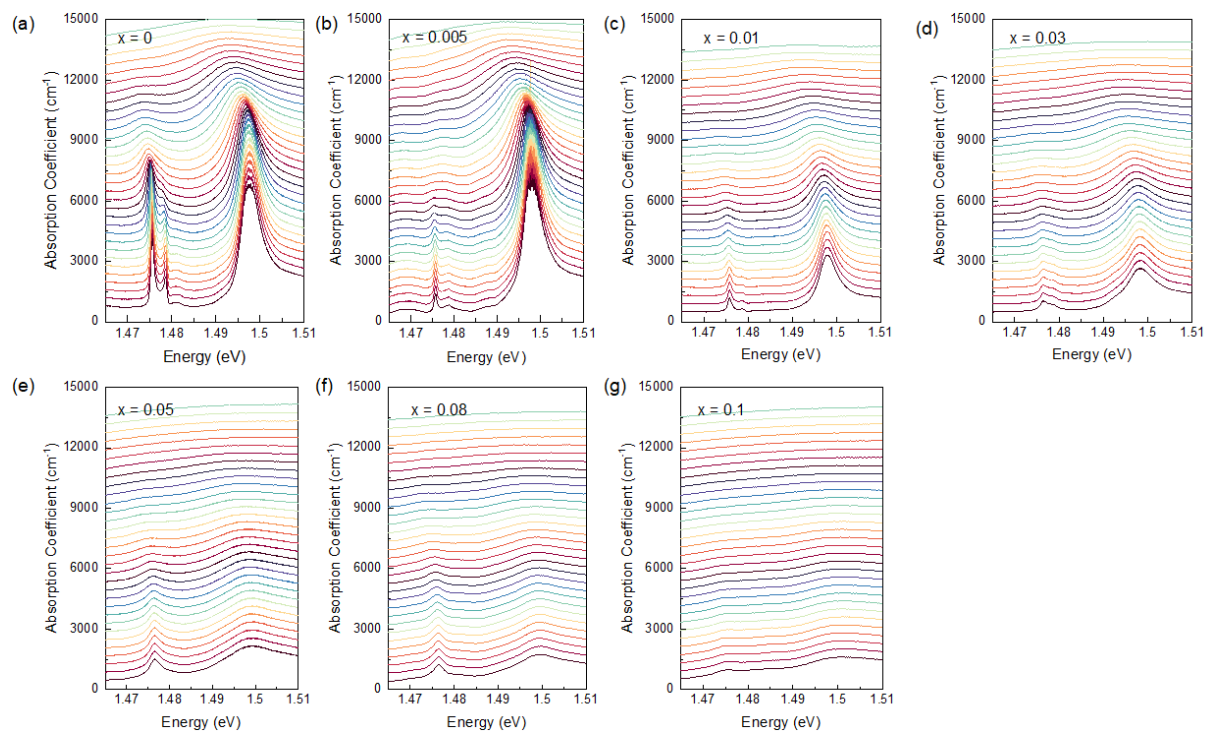 (a)
x = 0
15000
12000
9000
6000
3000
0
Absorption Coefficient (cm⁻¹)
1.47 1.48 1.49 1.5 1.51
Energy (eV)
(b)
x = 0.005
15000
12000
9000
6000
3000
0
Absorption Coefficient (cm⁻¹)
1.47 1.48 1.49 1.5 1.51
Energy (eV)
(c)
x = 0.01
15000
12000
9000
6000
3000
0
Absorption Coefficient (cm⁻¹)
1.47 1.48 1.49 1.5 1.51
Energy (eV)
(d)
x = 0.03
15000
12000
9000
6000
3000
0
Absorption Coefficient (cm⁻¹)
1.47 1.48 1.49 1.5 1.51
Energy (eV)
(e)
x = 0.05
15000
12000
9000
6000
3000
0
Absorption Coefficient (cm⁻¹)
1.47 1.48 1.49 1.5 1.51
Energy (eV)
(f)
x = 0.08
15000
12000
9000
6000
3000
0
Absorption Coefficient (cm⁻¹)
1.47 1.48 1.49 1.5 1.51
Energy (eV)
(g)
x = 0.1
15000
12000
9000
6000
3000
0
Absorption Coefficient (cm⁻¹)
1.47 1.48 1.49 1.5 1.51
Energy (eV)